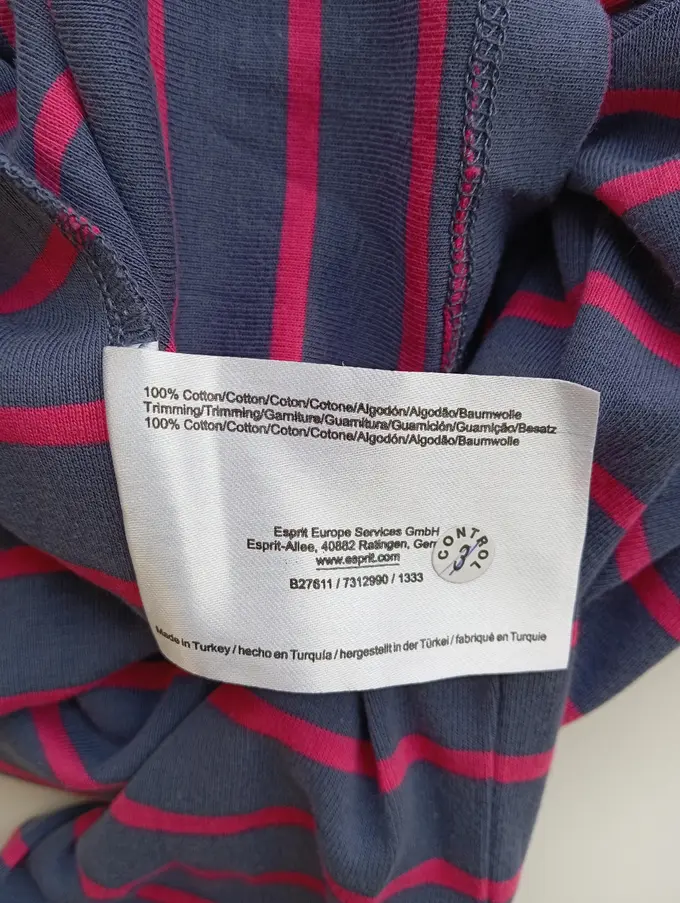 100% Cotton/Cotton/Coton/Cotone/Algodón/Algodão/Baumwolle
Trimming/Trimming/Garniture/Guarnitura/Guarnición/Guarnição/Besatz
100% Cotton/Cotton/Coton/Cotone/Algodón/Algodão/Baumwolle
Esprit Europe Services GmbH
Esprit-Allee, 40882 Ratingen, Ger
www.esprit.com
B27611 / 7312990 / 1333
CONTROL
Made in Turkey / hecho en Turquía / hergestellt in der Türkei / fabriqué en Turquie